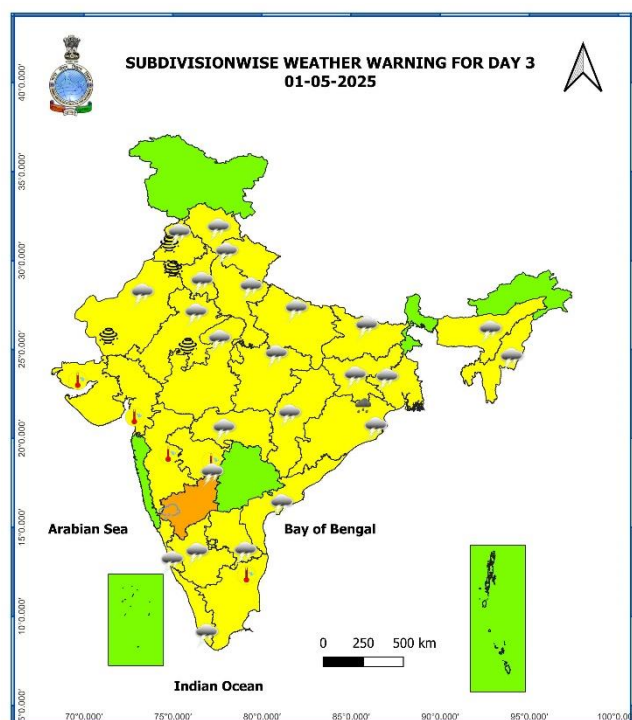 SUBDIVISIONWISE WEATHER WARNING FOR DAY 3
01-05-2025
40°0.000'
35°0.000'
30°0.000'
25°0.000'
20°0.000'
15°0.000'
10°0.000'
5°0.000'
Arabian Sea
Bay of Bengal
0 250 500 km
Indian Ocean
70°0.000' 75°0.000' 80°0.000' 85°0.000' 90°0.000' 95°0.000' 100°0.0